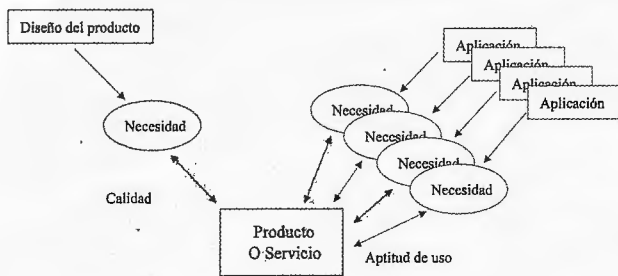 Diseño del producto
Aplicación
Aplicación
Aplicación
Aplicación
Necesidad
Necesidad
Necesidad
Necesidad
Necesidad
Calidad
Producto
O Servicio
Aptitud de uso